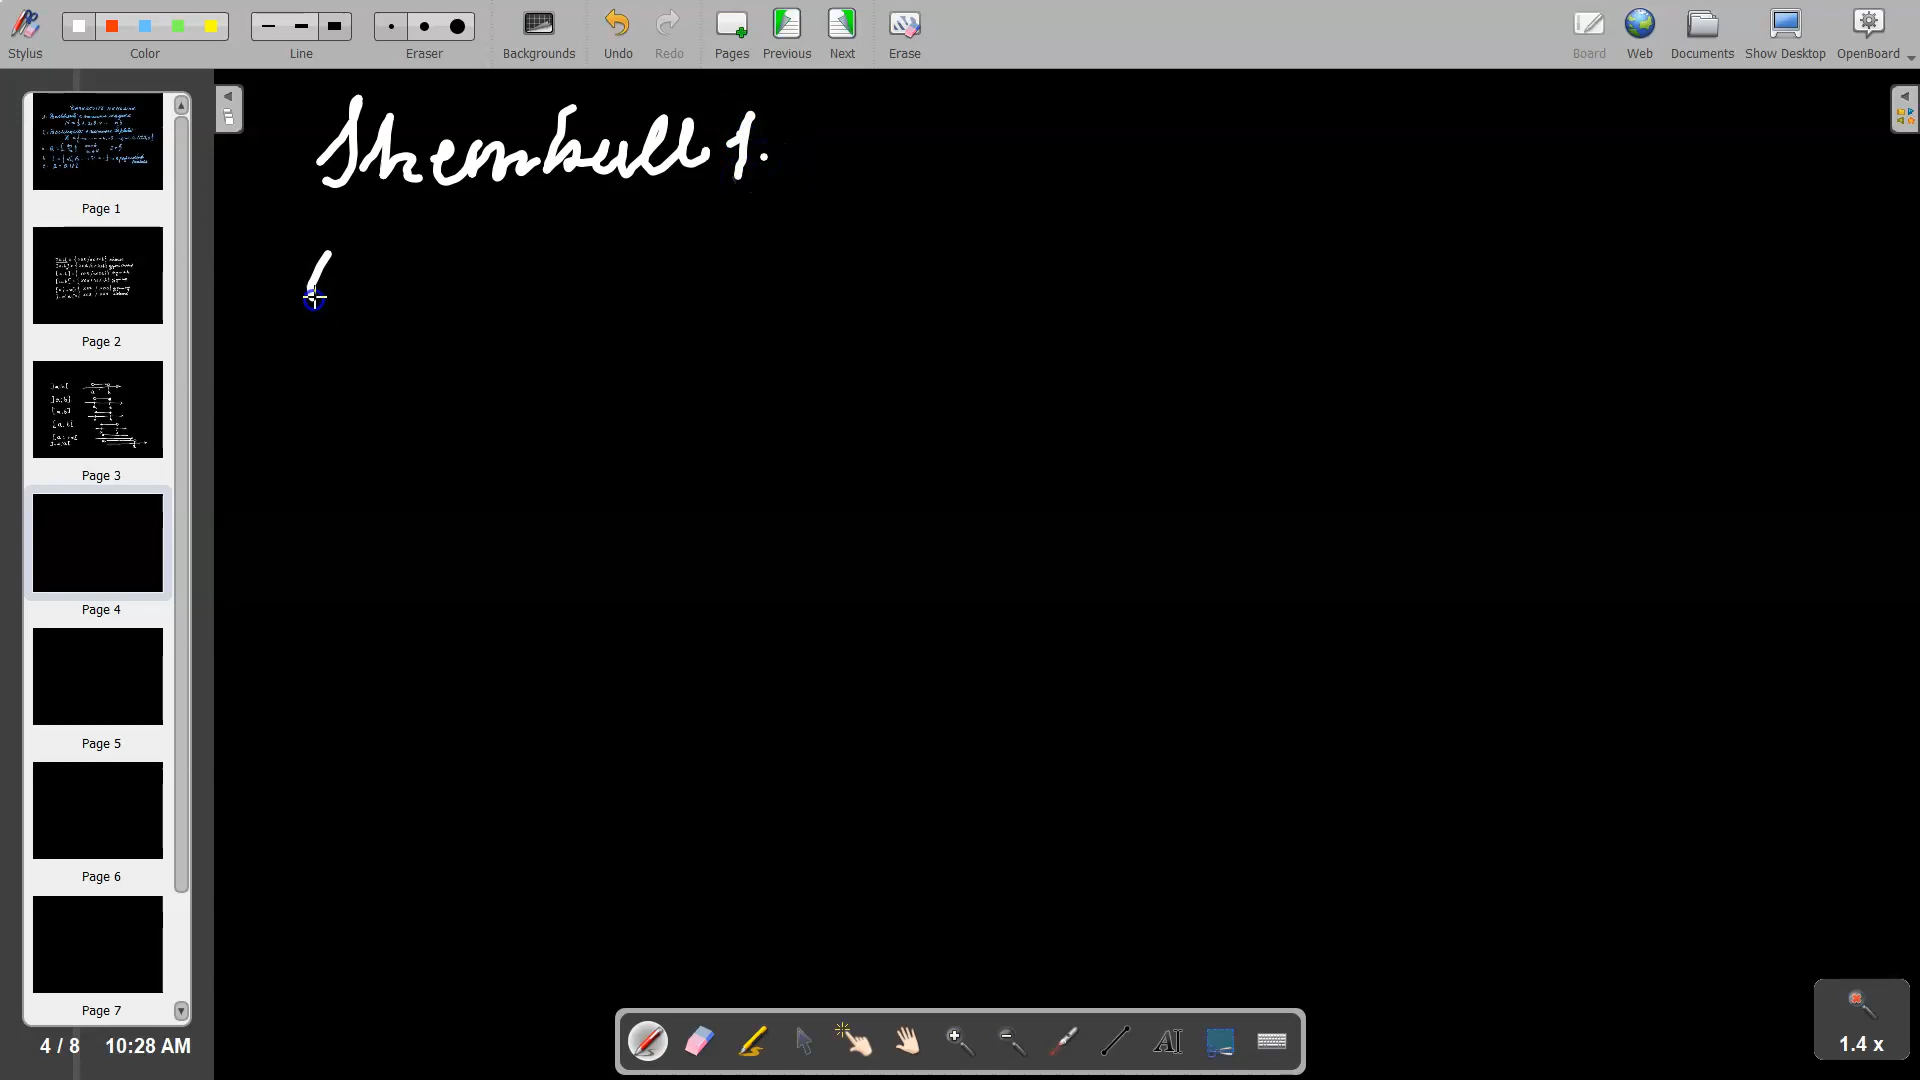 Stylus
Color
Line
Eraser
Backgrounds
Undo
Redo
Pages
Previous
Next
Erase
Board
Web
Documents
Show Desktop
OpenBoard
Shembull 1.
(
Page 1
Page 2
Page 3
Page 4
Page 5
Page 6
Page 7
4 / 8 10:28 AM
1.4 x